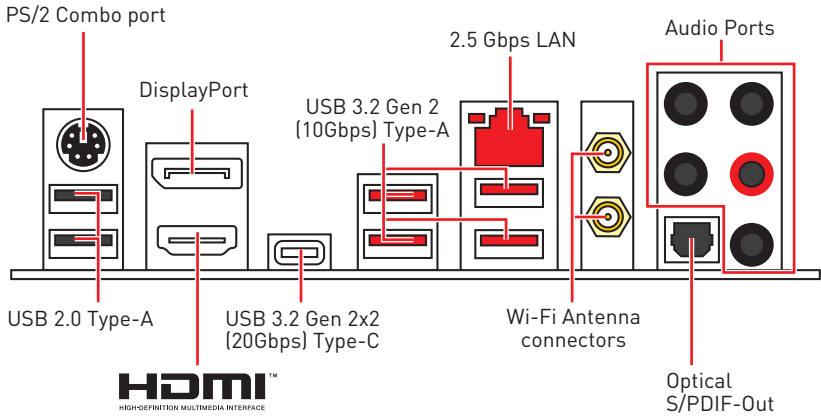 PS/2 Combo port
2.5 Gbps LAN
Audio Ports
DisplayPort
USB 3.2 Gen 2
(10Gbps) Type-A
USB 2.0 Type-A
USB 3.2 Gen 2x2
(20Gbps) Type-C
Wi-Fi Antenna
connectors
HDMI™
HIGH-DEFINITION MULTIMEDIA INTERFACE
Optical
S/PDIF-Out